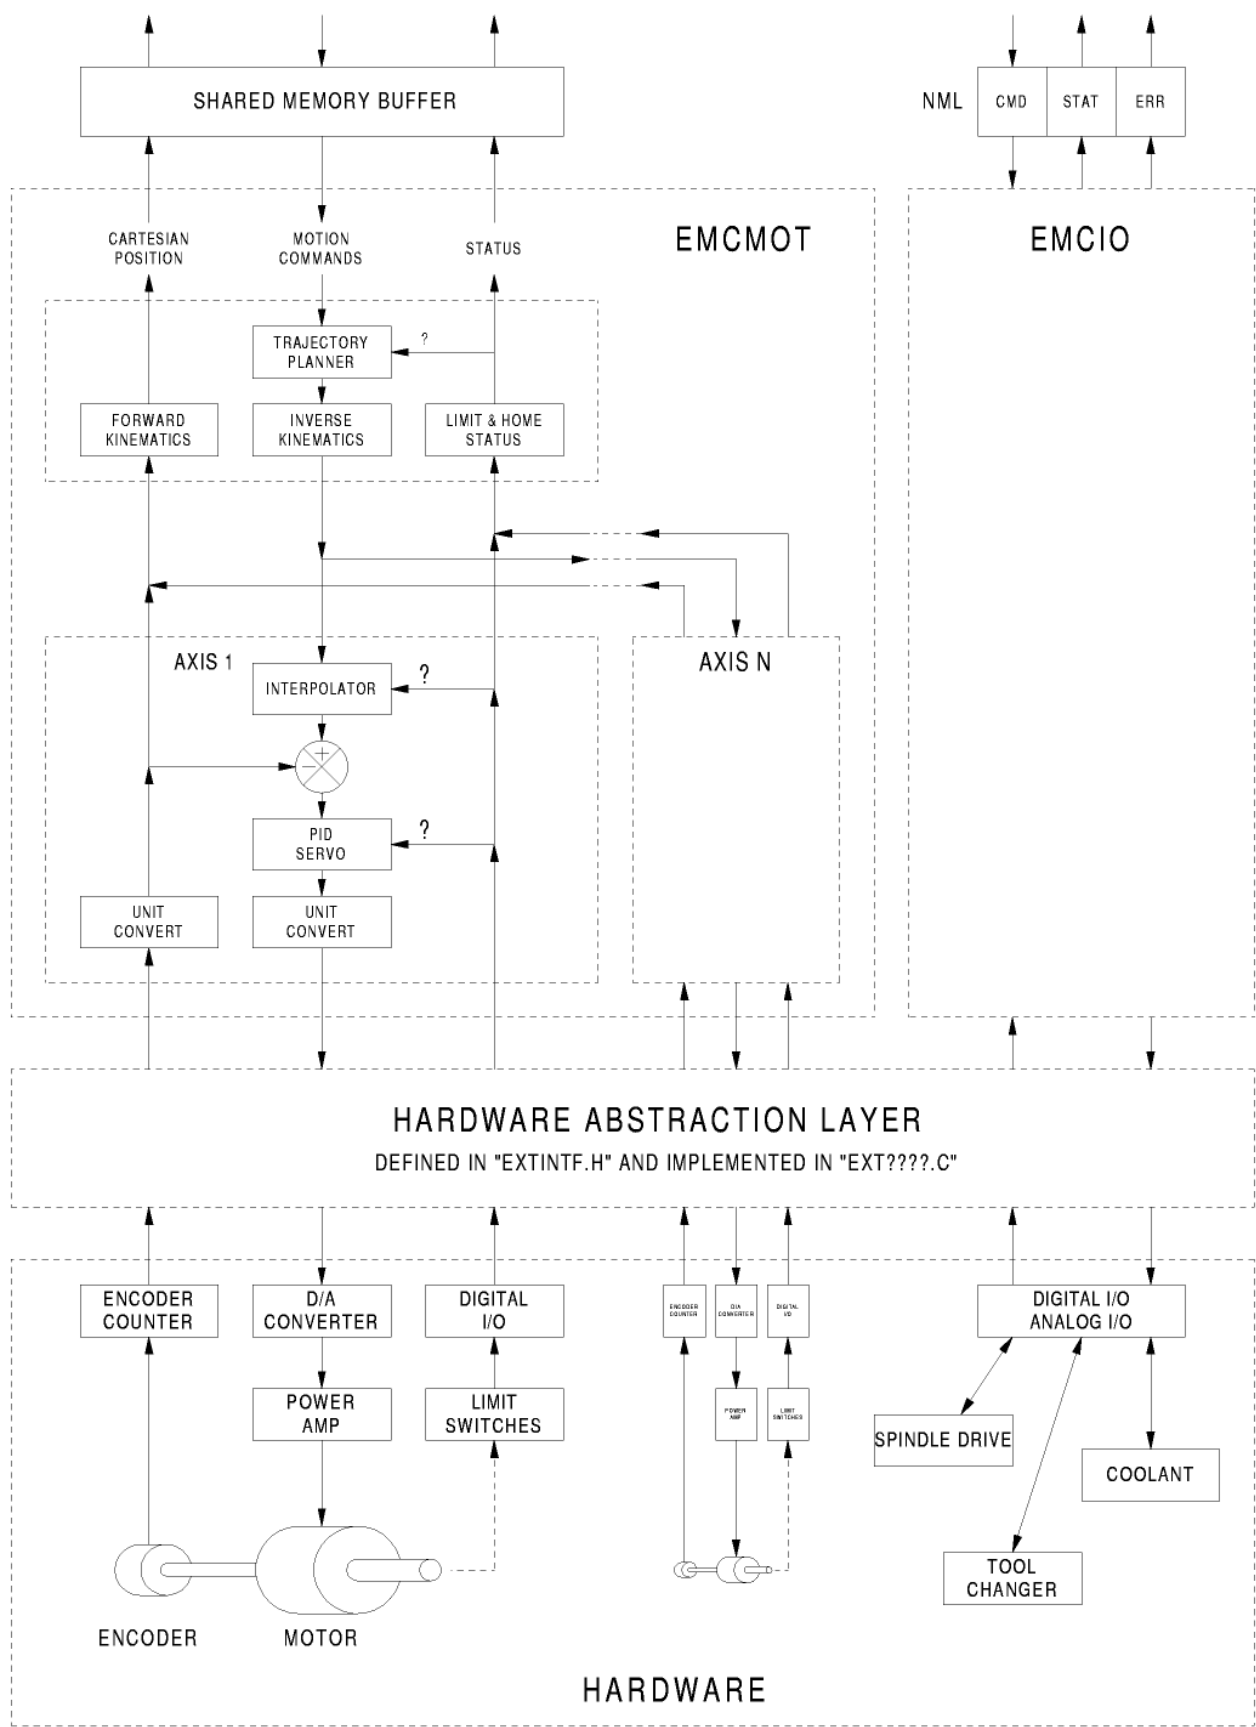 SHARED MEMORY BUFFER
NML
CMD
STAT
ERR
CARTESIAN
POSITION
MOTION
COMMANDS
STATUS
EMCMOT
EMCIO
TRAJECTORY
PLANNER
?
FORWARD
KINEMATICS
INVERSE
KINEMATICS
LIMIT & HOME
STATUS
AXIS 1
AXIS N
INTERPOLATOR
?
+
−
PID
SERVO
?
UNIT
CONVERT
UNIT
CONVERT
HARDWARE ABSTRACTION LAYER
DEFINED IN "EXTINTF.H" AND IMPLEMENTED IN "EXT????.C"
ENCODER
COUNTER
D/A
CONVERTER
DIGITAL
I/O
ENCODER
COUNTER
D/A
CONVERTER
DIGITAL
I/O
DIGITAL I/O
ANALOG I/O
POWER
AMP
LIMIT
SWITCHES
POWER
AMP
LIMIT
SWITCHES
SPINDLE DRIVE
COOLANT
TOOL
CHANGER
ENCODER
MOTOR
HARDWARE